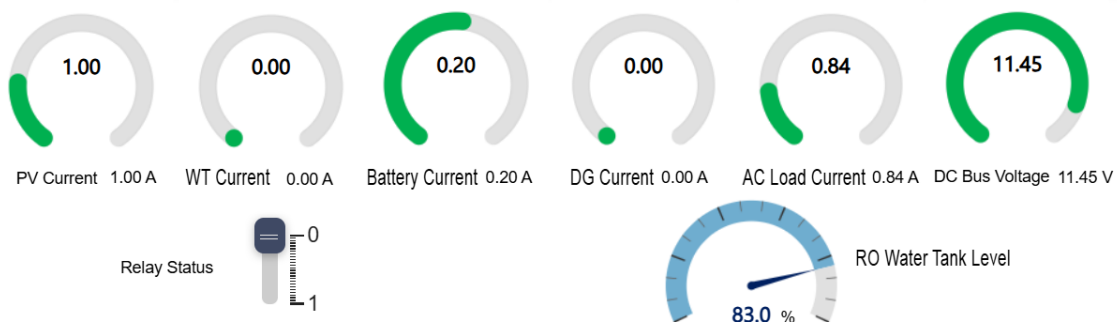 1.00
0.00
0.20
0.00
0.84
11.45
PV Current 1.00 A
WT Current 0.00 A
Battery Current 0.20 A
DG Current 0.00 A
AC Load Current 0.84 A
DC Bus Voltage 11.45 V
Relay Status
0
1
RO Water Tank Level
83.0 %